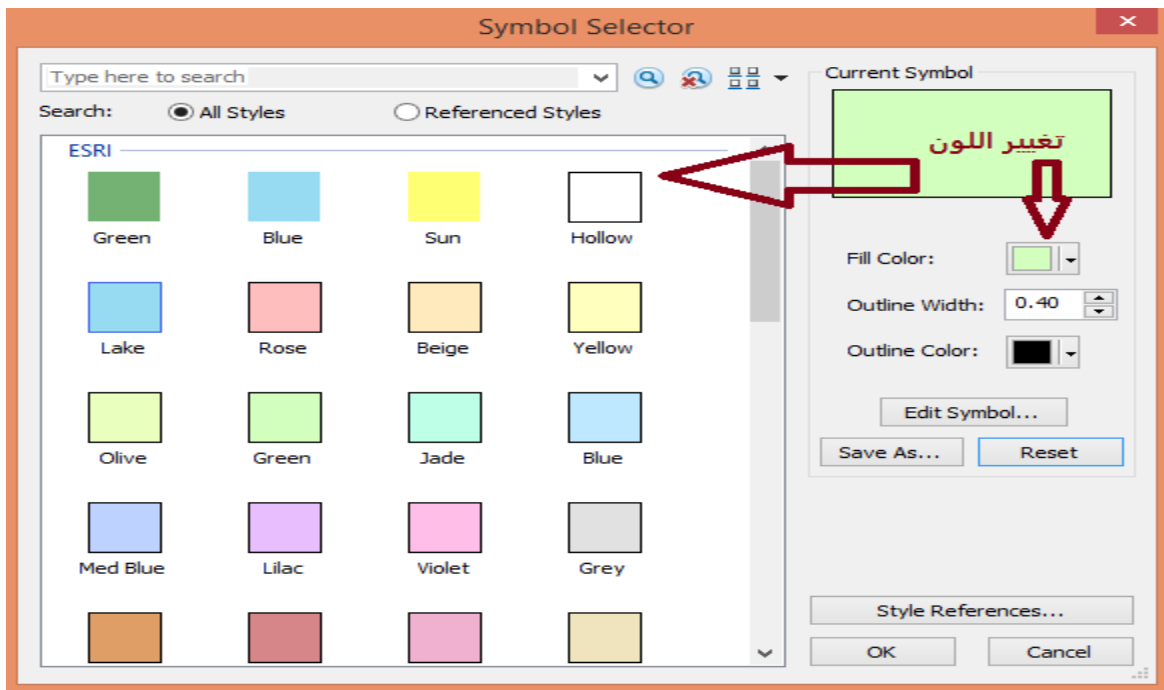 Symbol Selector
Type here to search
Search: All Styles Referenced Styles
ESRI
Green Blue Sun Hollow
Lake Rose Beige Yellow
Olive Green Jade Blue
Med Blue Lilac Violet Grey
Current Symbol
تغيير اللون
Fill Color:
Outline Width: 0.40
Outline Color:
Edit Symbol...
Save As... Reset
Style References...
OK Cancel